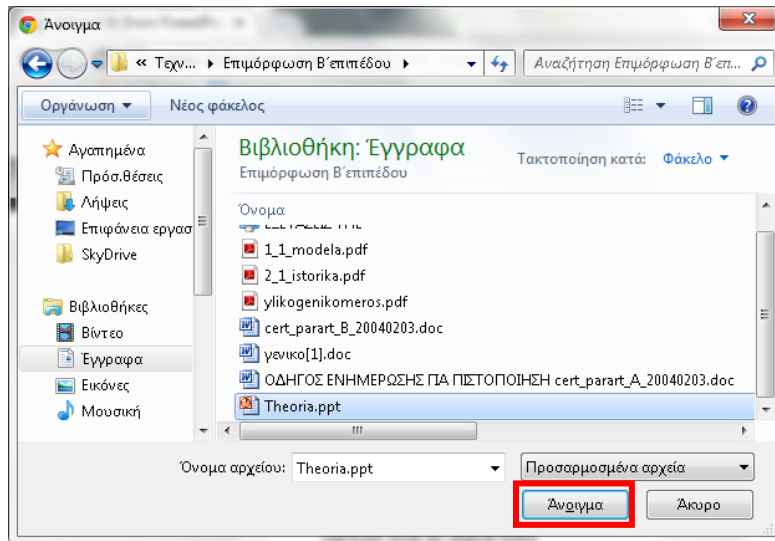 Άνοιγμα
« Τεχν... Επιμόρφωση Β΄επιπέδου Αναζήτηση Επιμόρφωση Β΄επ...
Οργάνωση Νέος φάκελος
Αγαπημένα
Πρόσ.θέσεις
Λήψεις
Επιφάνεια εργασ
SkyDrive
Βιβλιοθήκες
Βίντεο
Έγγραφα
Εικόνες
Μουσική
Βιβλιοθήκη: Έγγραφα
Επιμόρφωση Β΄επιπέδου
Τακτοποίηση κατά: Φάκελο
Όνομα
1_1_modela.pdf
2_1_istorika.pdf
ylikogenikomeros.pdf
cert_parart_B_20040203.doc
γενικο[1].doc
ΟΔΗΓΟΣ ΕΝΗΜΕΡΩΣΗΣ ΓΙΑ ΠΙΣΤΟΠΟΙΗΣΗ cert_parart_A_20040203.doc
Theoria.ppt
Όνομα αρχείου: Theoria.ppt Προσαρμοσμένα αρχεία
Άνοιγμα Άκυρο